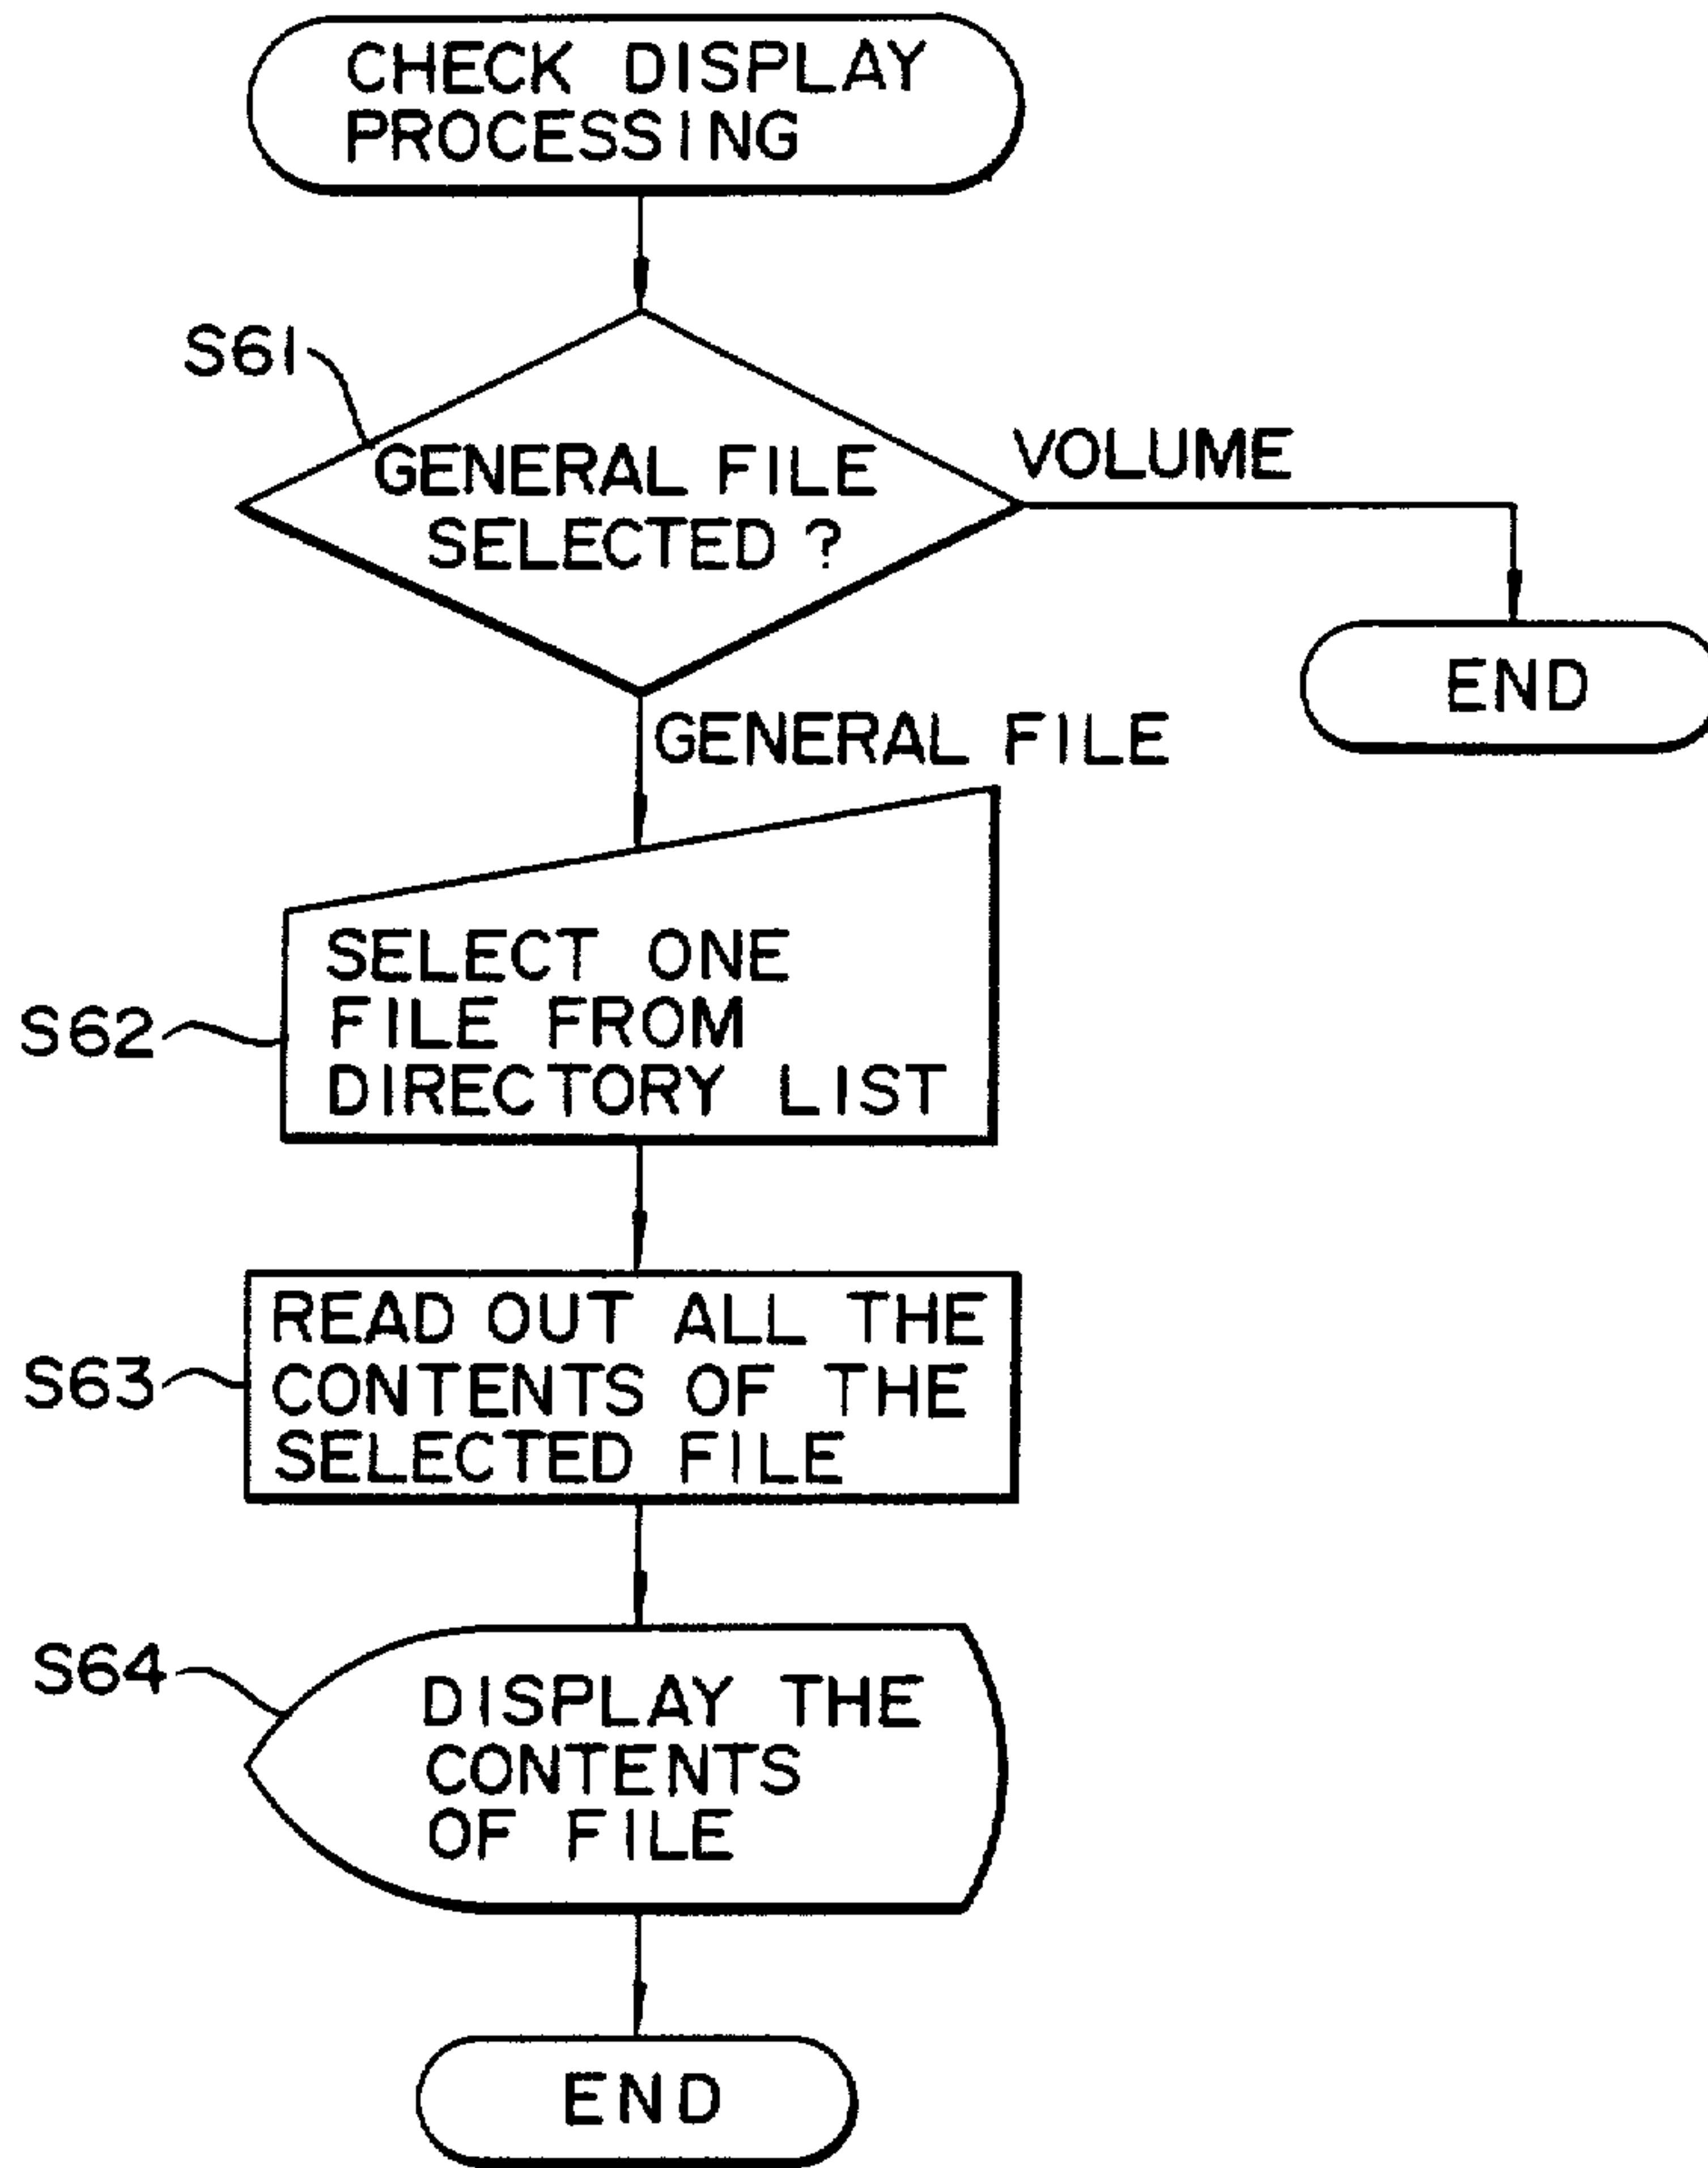 CHECK DISPLAY
PROCESSING
S61
GENERAL FILE
SELECTED ?
VOLUME
END
GENERAL FILE
S62
SELECT ONE
FILE FROM
DIRECTORY LIST
S63
READ OUT ALL THE
CONTENTS OF THE
SELECTED FILE
S64
DISPLAY THE
CONTENTS
OF FILE
END